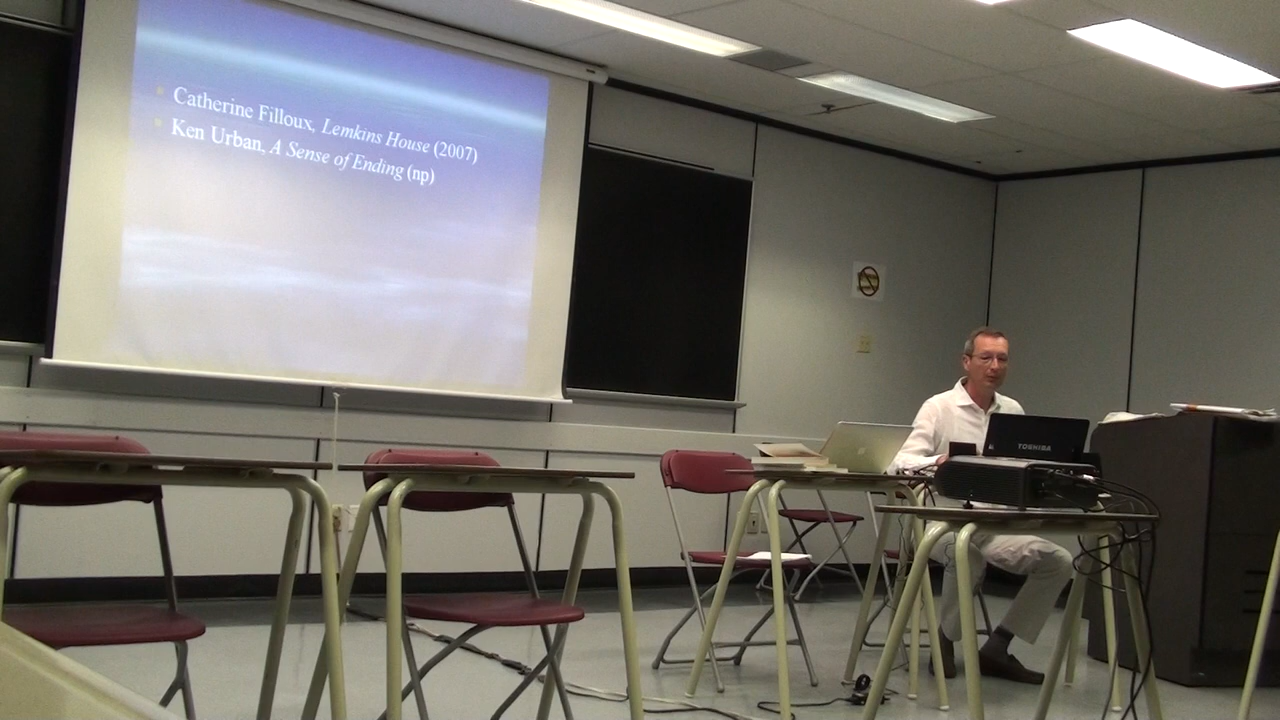 Catherine Filloux, Lemkins House (2007)
Ken Urban, A Sense of Ending (np)
TOSHIBA